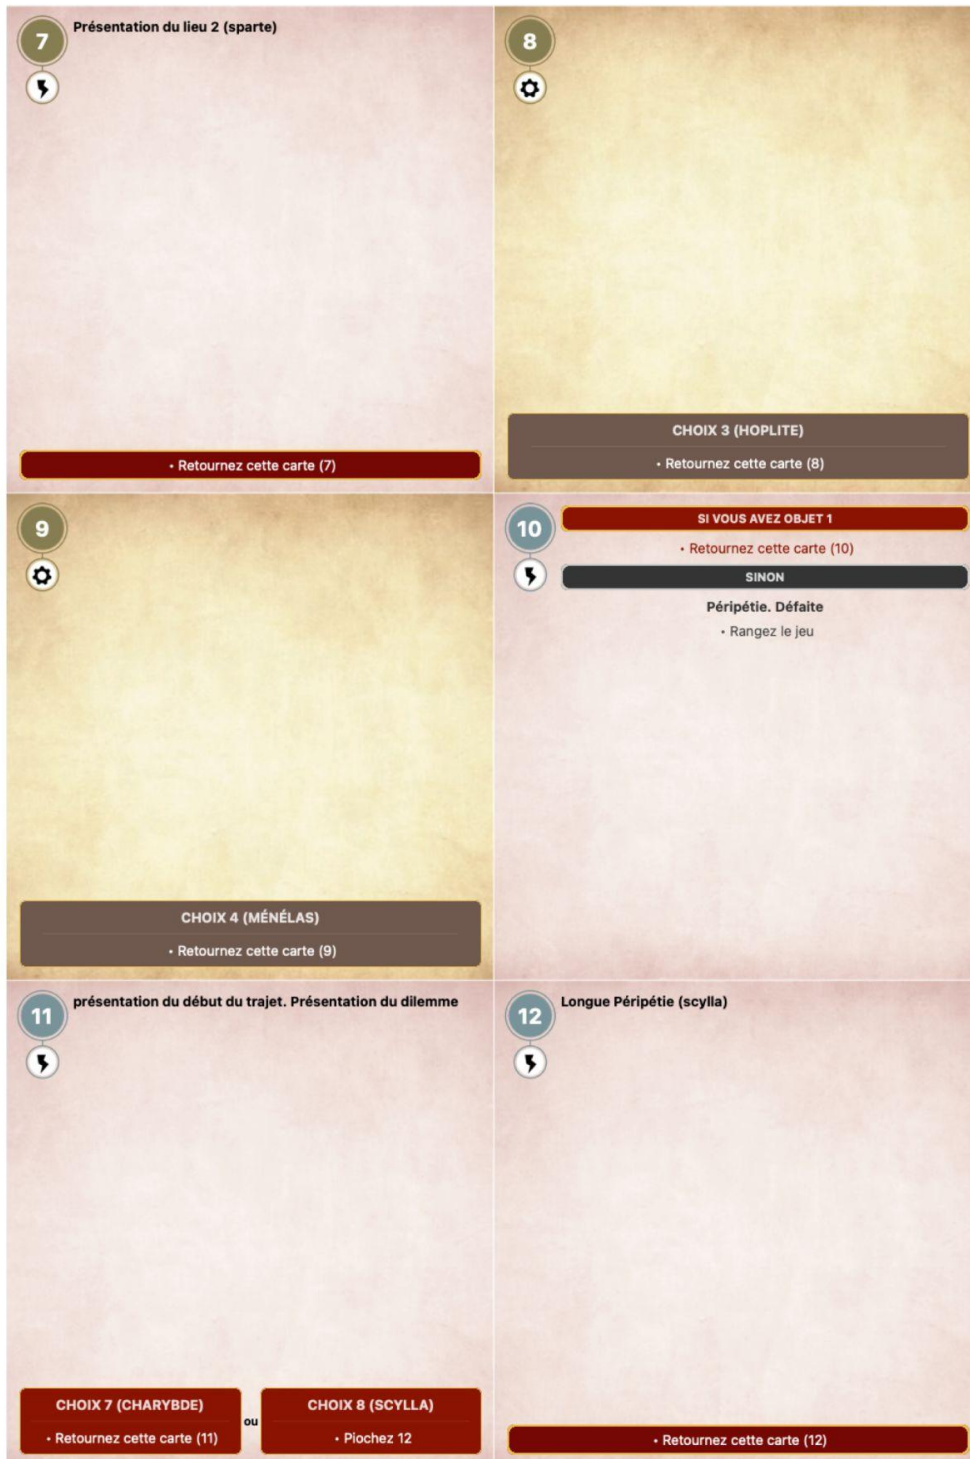 7
Présentation du lieu 2 (sparte)
• Retournez cette carte (7)
8
CHOIX 3 (HOPLITE)
• Retournez cette carte (8)
9
CHOIX 4 (MÉNÉLAS)
• Retournez cette carte (9)
10
SI VOUS AVEZ OBJET 1
• Retournez cette carte (10)
SINON
Péripétie. Défaite
• Rangez le jeu
11
présentation du début du trajet. Présentation du dilemme
CHOIX 7 (CHARYBDE)
• Retournez cette carte (11)
ou
CHOIX 8 (SCYLLA)
• Piochez 12
12
Longue Péripétie (scylla)
• Retournez cette carte (12)